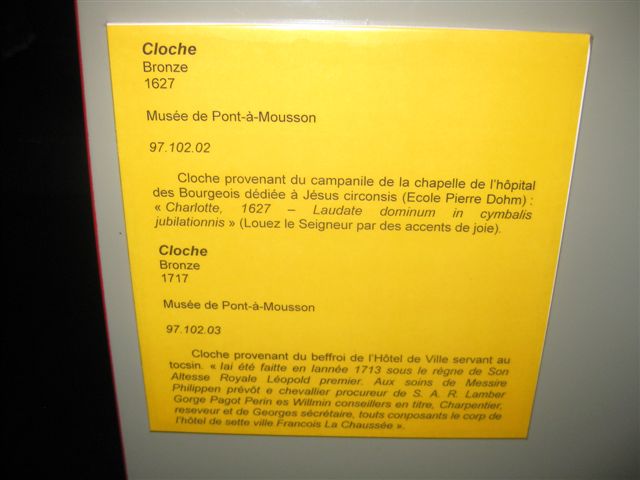 Cloche
Bronze
1627
Musée de Pont-à-Mousson
97.102.02
Cloche provenant du campanile de la chapelle de l'hôpital
des Bourgeois dédiée à Jésus circonsis (Ecole Pierre Dohm) :
« Charlotte, 1627 – Laudate dominum in cymbalis
jubilationnis » (Louez le Seigneur par des accents de joie).
Cloche
Bronze
1717
Musée de Pont-à-Mousson
97.102.03
Cloche provenant du beffroi de l'Hôtel de Ville servant au
tocsin. « Iai été faitte en lannée 1713 sous le règne de Son
Altesse Royale Léopold premier. Aux soins de Messire
Philippen prévôt e chevallier procureur de S. A. R. Lamber
Gorge Pagot Perin es Willmin conseillers en titre, Charpentier,
reseveur et de Georges sécrétaire, touts conposants le corp de
l'hôtel de sette ville Francois La Chaussée ».